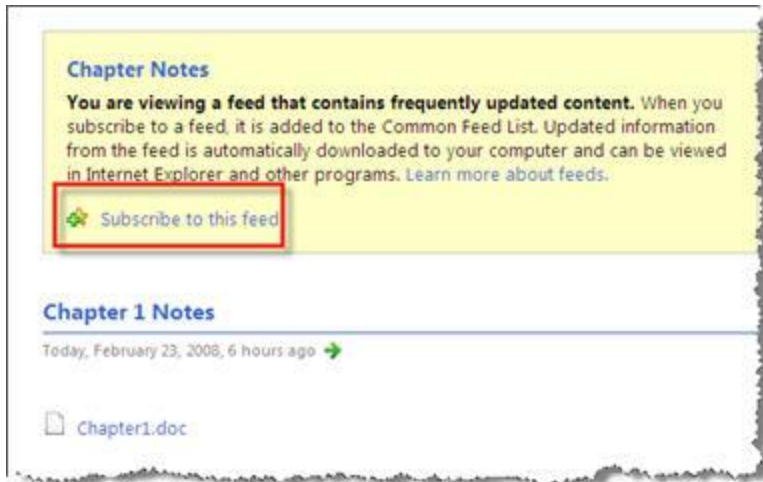 Chapter Notes
You are viewing a feed that contains frequently updated content. When you
subscribe to a feed, it is added to the Common Feed List. Updated information
from the feed is automatically downloaded to your computer and can be viewed
in Internet Explorer and other programs. Learn more about feeds.
Subscribe to this feed
Chapter 1 Notes
Today, February 23, 2008, 6 hours ago
Chapter1.doc